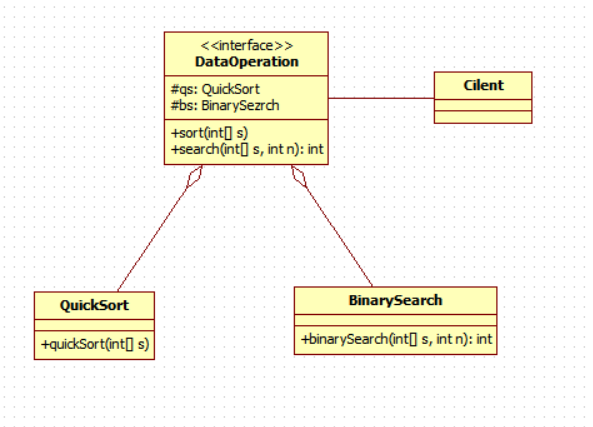 <<interface>>
DataOperation
#qs: QuickSort
#bs: BinarySezrch
+sort(int[] s)
+search(int[] s, int n): int
Cilent
QuickSort
+quickSort(int[] s)
BinarySearch
+binarySearch(int[] s, int n): int